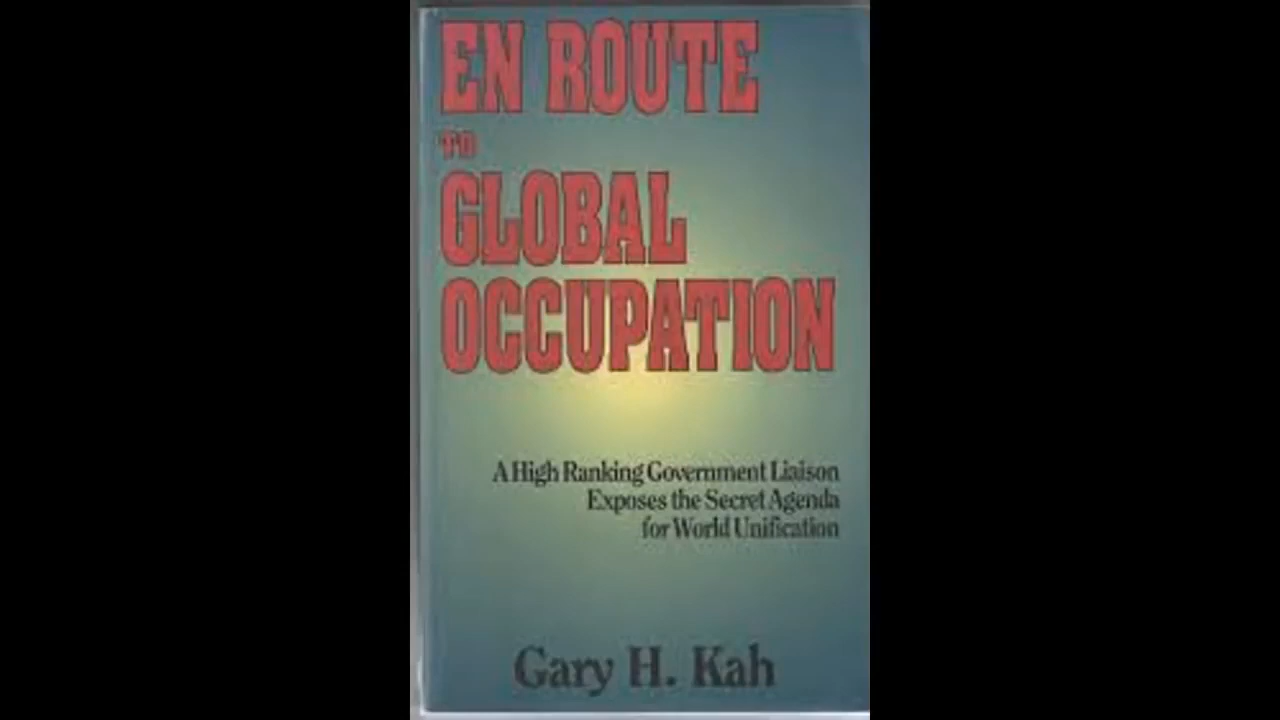 EN ROUTE
TO
GLOBAL
OCCUPATION
A High Ranking Government Liaison
Exposes the Secret Agenda
for World Unification
Gary H. Kah